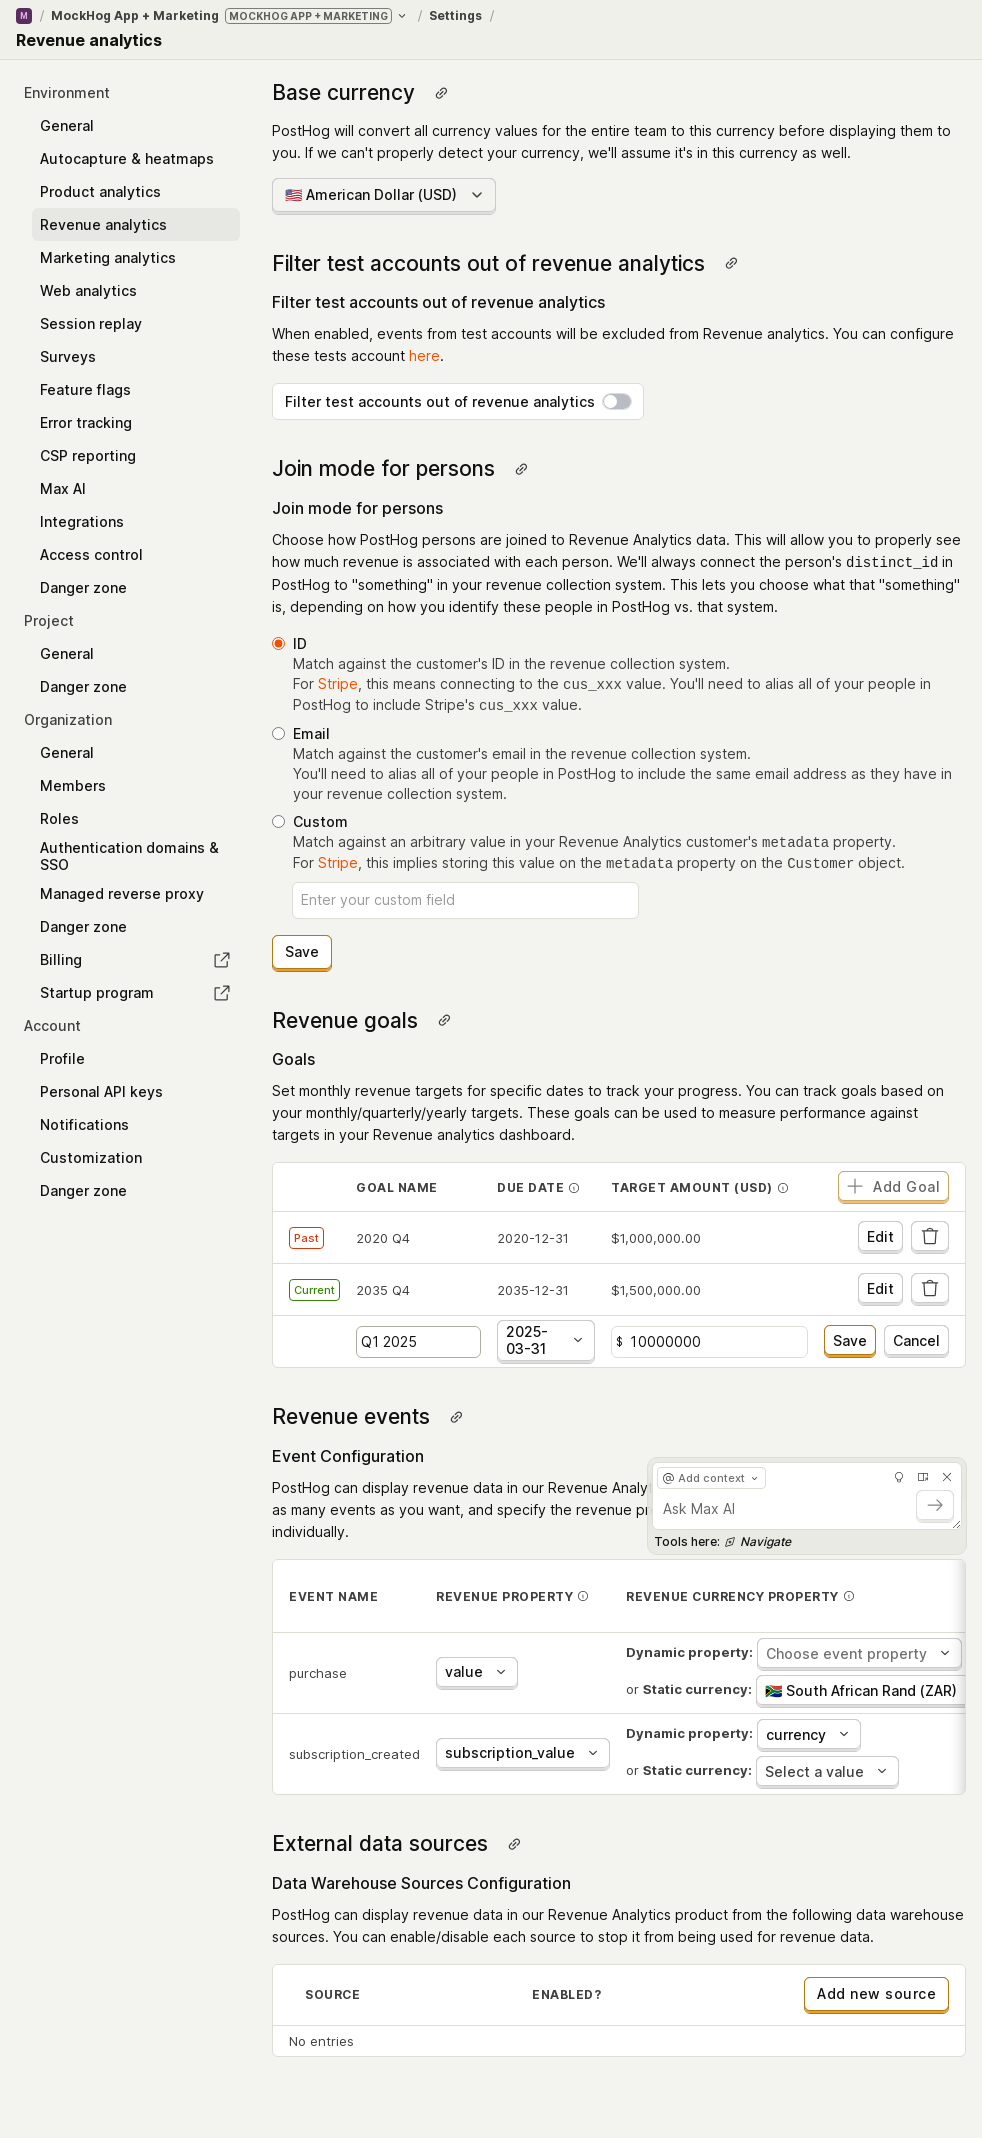 M / MockHog App + Marketing MOCKHOG APP + MARKETING / Settings /
Revenue analytics
Environment
General
Autocapture & heatmaps
Product analytics
Revenue analytics
Marketing analytics
Web analytics
Session replay
Surveys
Feature flags
Error tracking
CSP reporting
Max AI
Integrations
Access control
Danger zone
Project
General
Danger zone
Organization
General
Members
Roles
Authentication domains &
SSO
Managed reverse proxy
Danger zone
Billing
Startup program
Account
Profile
Personal API keys
Notifications
Customization
Danger zone
Base currency
PostHog will convert all currency values for the entire team to this currency before displaying them to
you. If we can't properly detect your currency, we'll assume it's in this currency as well.
🇺🇸 American Dollar (USD)
Filter test accounts out of revenue analytics
Filter test accounts out of revenue analytics
When enabled, events from test accounts will be excluded from Revenue analytics. You can configure
these tests account here.
Filter test accounts out of revenue analytics
Join mode for persons
Join mode for persons
Choose how PostHog persons are joined to Revenue Analytics data. This will allow you to properly see
how much revenue is associated with each person. We'll always connect the person's distinct_id in
PostHog to "something" in your revenue collection system. This lets you choose what that "something"
is, depending on how you identify these people in PostHog vs. that system.
ID
Match against the customer's ID in the revenue collection system.
For Stripe, this means connecting to the cus_xxx value. You'll need to alias all of your people in
PostHog to include Stripe's cus_xxx value.
Email
Match against the customer's email in the revenue collection system.
You'll need to alias all of your people in PostHog to include the same email address as they have in
your revenue collection system.
Custom
Match against an arbitrary value in your Revenue Analytics customer's metadata property.
For Stripe, this implies storing this value on the metadata property on the Customer object.
Enter your custom field
Save
Revenue goals
Goals
Set monthly revenue targets for specific dates to track your progress. You can track goals based on
your monthly/quarterly/yearly targets. These goals can be used to measure performance against
targets in your Revenue analytics dashboard.
GOAL NAME DUE DATE TARGET AMOUNT (USD) Add Goal
Past 2020 Q4 2020-12-31 $1,000,000.00 Edit
Current 2035 Q4 2035-12-31 $1,500,000.00 Edit
Q1 2025 2025-
03-31 $ 10000000 Save Cancel
Revenue events
Event Configuration
PostHog can display revenue data in our Revenue Analy
as many events as you want, and specify the revenue pr
individually.
@ Add context
Ask Max AI
Tools here: Navigate
EVENT NAME REVENUE PROPERTY REVENUE CURRENCY PROPERTY
purchase value Dynamic property: Choose event property
or Static currency: 🇿🇦 South African Rand (ZAR)
subscription_created subscription_value Dynamic property: currency
or Static currency: Select a value
External data sources
Data Warehouse Sources Configuration
PostHog can display revenue data in our Revenue Analytics product from the following data warehouse
sources. You can enable/disable each source to stop it from being used for revenue data.
SOURCE ENABLED? Add new source
No entries